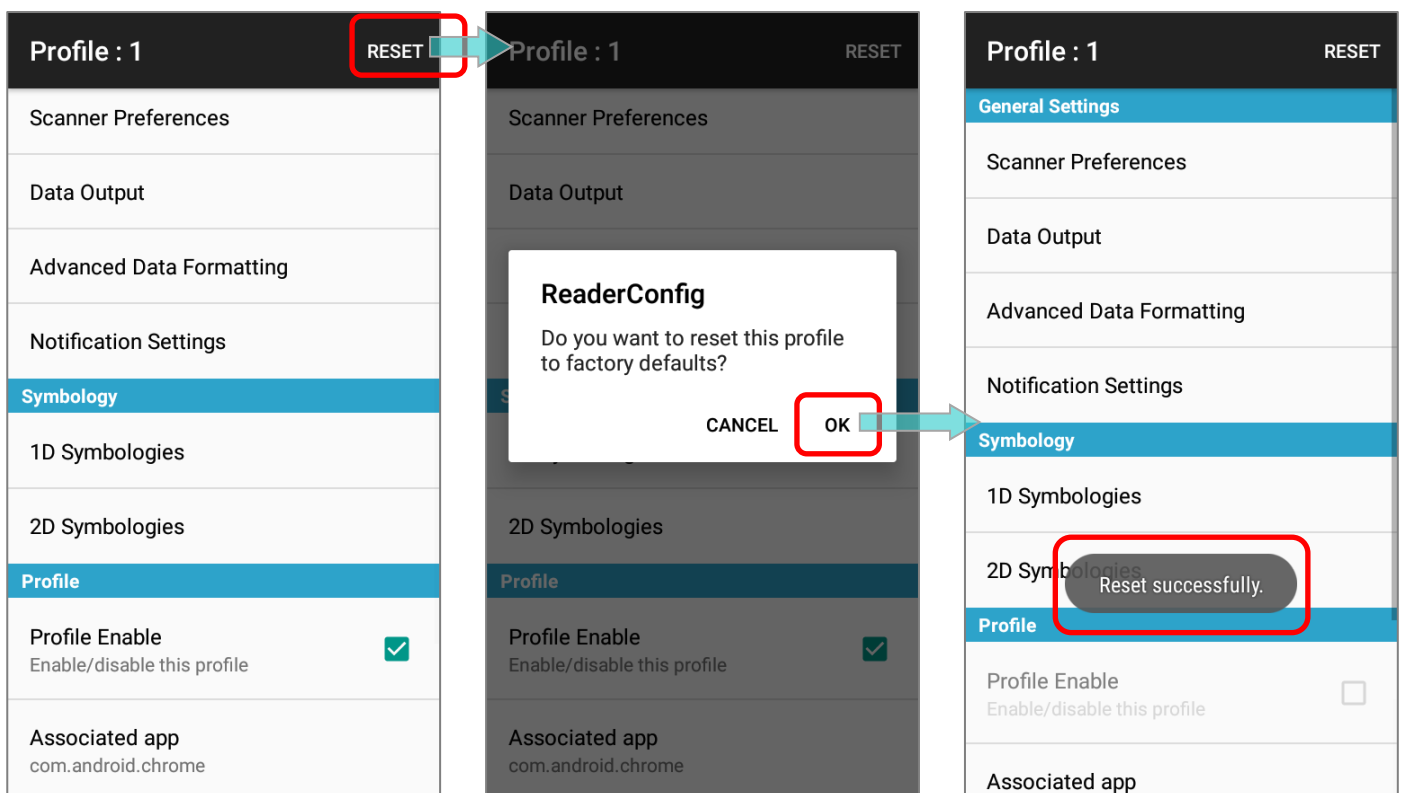 Profile : 1
RESET
Scanner Preferences
Data Output
Advanced Data Formatting
Notification Settings
Symbology
1D Symbologies
2D Symbologies
Profile
Profile Enable
Enable/disable this profile
Associated app
com.android.chrome
Profile : 1
RESET
Scanner Preferences
Data Output
ReaderConfig
Do you want to reset this profile
to factory defaults?
CANCEL
OK
2D Symbologies
Profile
Profile Enable
Enable/disable this profile
Associated app
com.android.chrome
Profile : 1
RESET
General Settings
Scanner Preferences
Data Output
Advanced Data Formatting
Notification Settings
Symbology
1D Symbologies
2D Symbologies
Reset successfully.
Profile
Profile Enable
Enable/disable this profile
Associated app